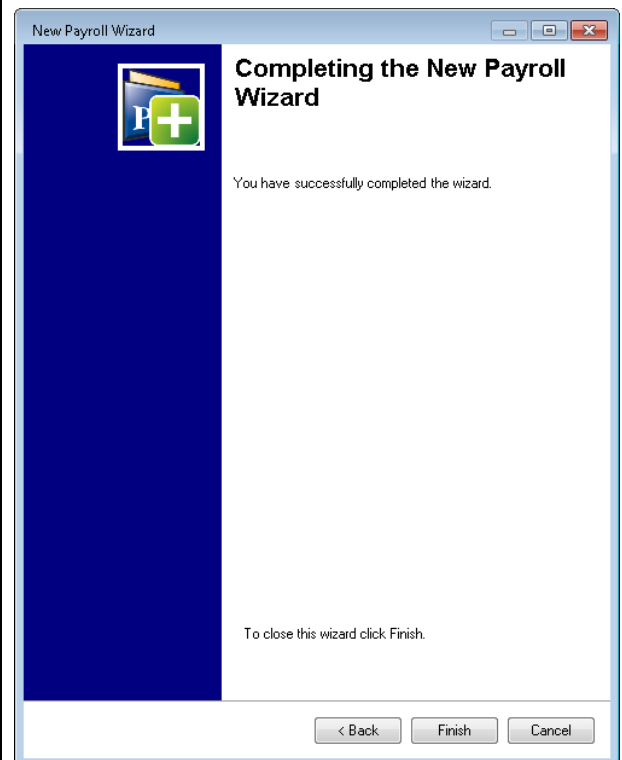 New Payroll Wizard
Completing the New Payroll
Wizard
P
You have successfully completed the wizard.
To close this wizard click Finish.
< Back
Finish
Cancel